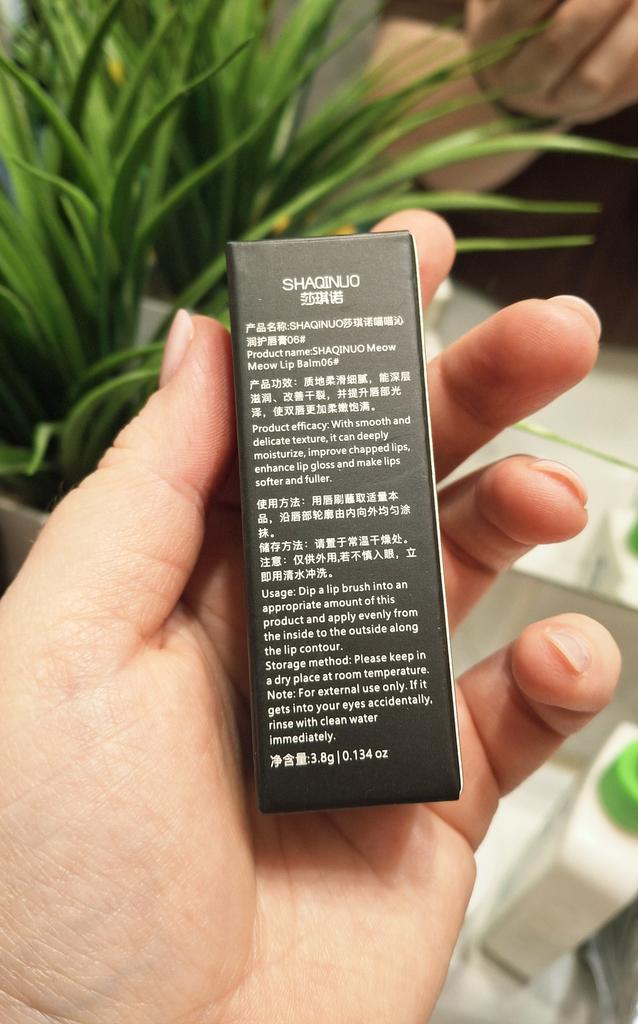 SHAQINUO
莎琪诺
产品名称:SHAQINUO莎琪诺喵喵沁
润护唇膏06#
Product name:SHAQINUO Meow
Meow Lip Balm06#
产品功效: 质地柔滑细腻, 能深层
滋润、改善干裂, 并提升唇部光
泽, 使双唇更加柔嫩饱满。
Product efficacy: With smooth and
delicate texture, it can deeply
moisturize, improve chapped lips,
enhance lip gloss and make lips
softer and fuller.
使用方法: 用唇刷蘸取适量本
品, 沿唇部轮廓由内向外均匀涂
抹。
储存方法: 请置于常温干燥处。
注意: 仅供外用,若不慎入眼, 立
即用清水冲洗。
Usage: Dip a lip brush into an
appropriate amount of this
product and apply evenly from
the inside to the outside along
the lip contour.
Storage method: Please keep in
a dry place at room temperature.
Note: For external use only. If it
gets into your eyes accidentally,
rinse with clean water
immediately.
净含量:3.8g|0.134 oz